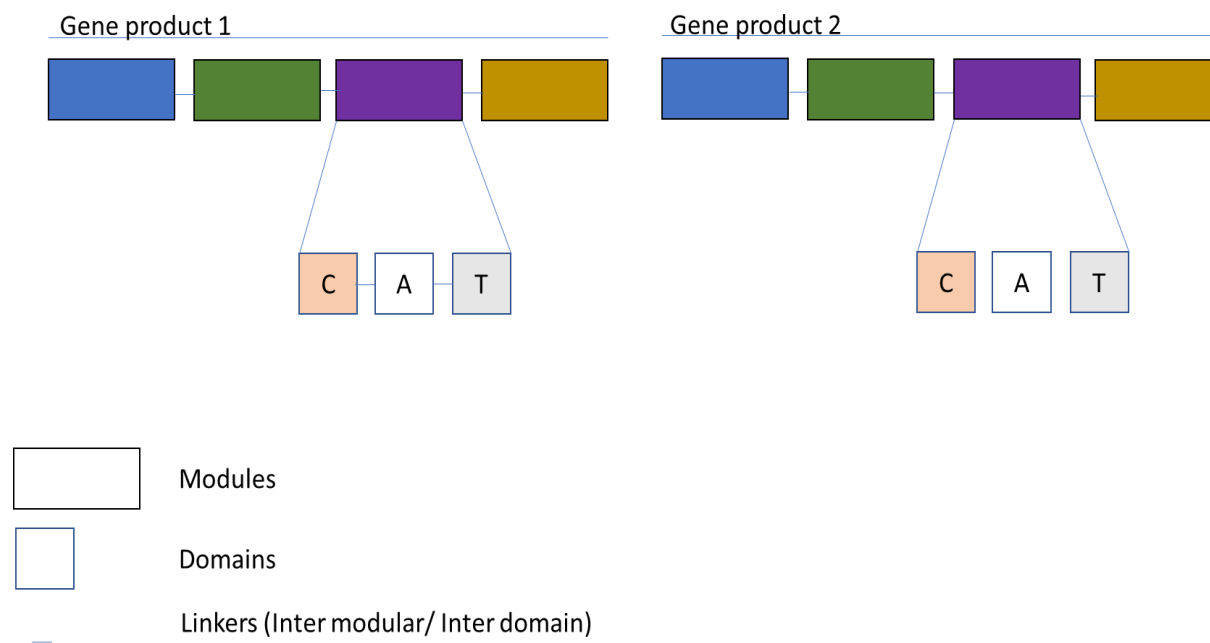 Gene product 1
Gene product 2
C A T
C A T
Modules
Domains
Linkers (Inter modular/ Inter domain)